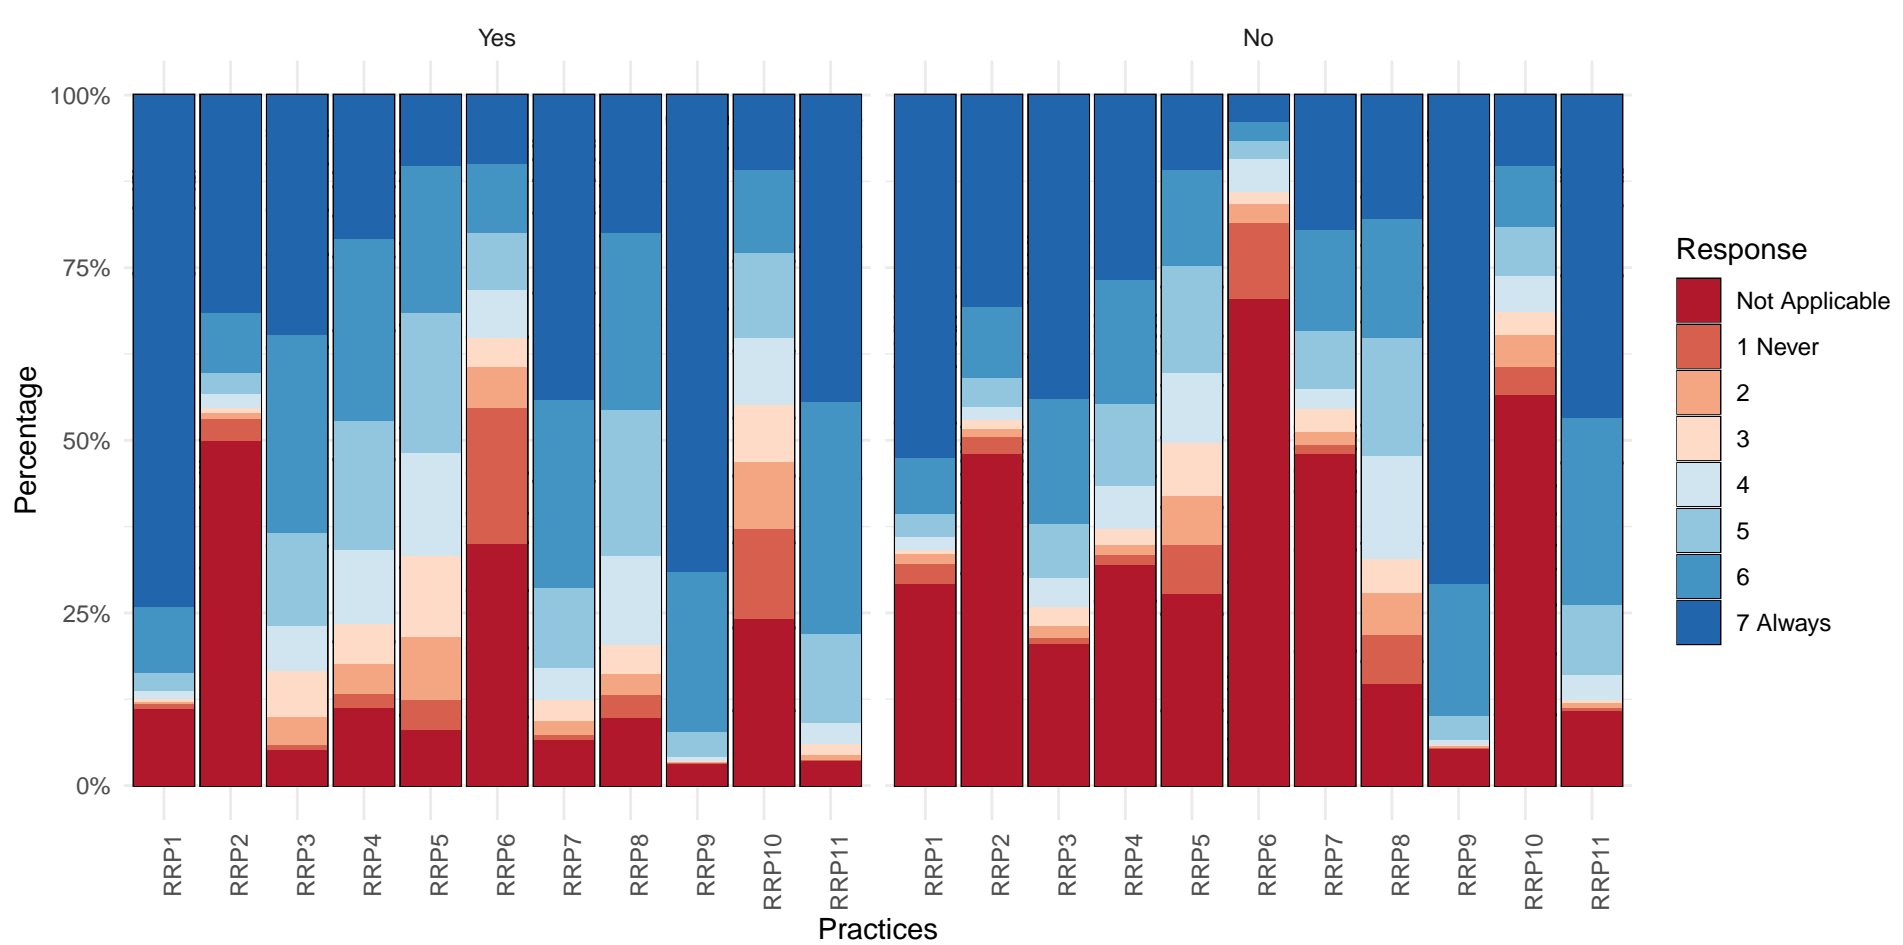 Yes
No
Percentage
100%
75%
50%
25%
0%
RRP1
RRP2
RRP3
RRP4
RRP5
RRP6
RRP7
RRP8
RRP9
RRP10
RRP11
RRP1
RRP2
RRP3
RRP4
RRP5
RRP6
RRP7
RRP8
RRP9
RRP10
RRP11
Practices
Response
Not Applicable
1 Never
2
3
4
5
6
7 Always